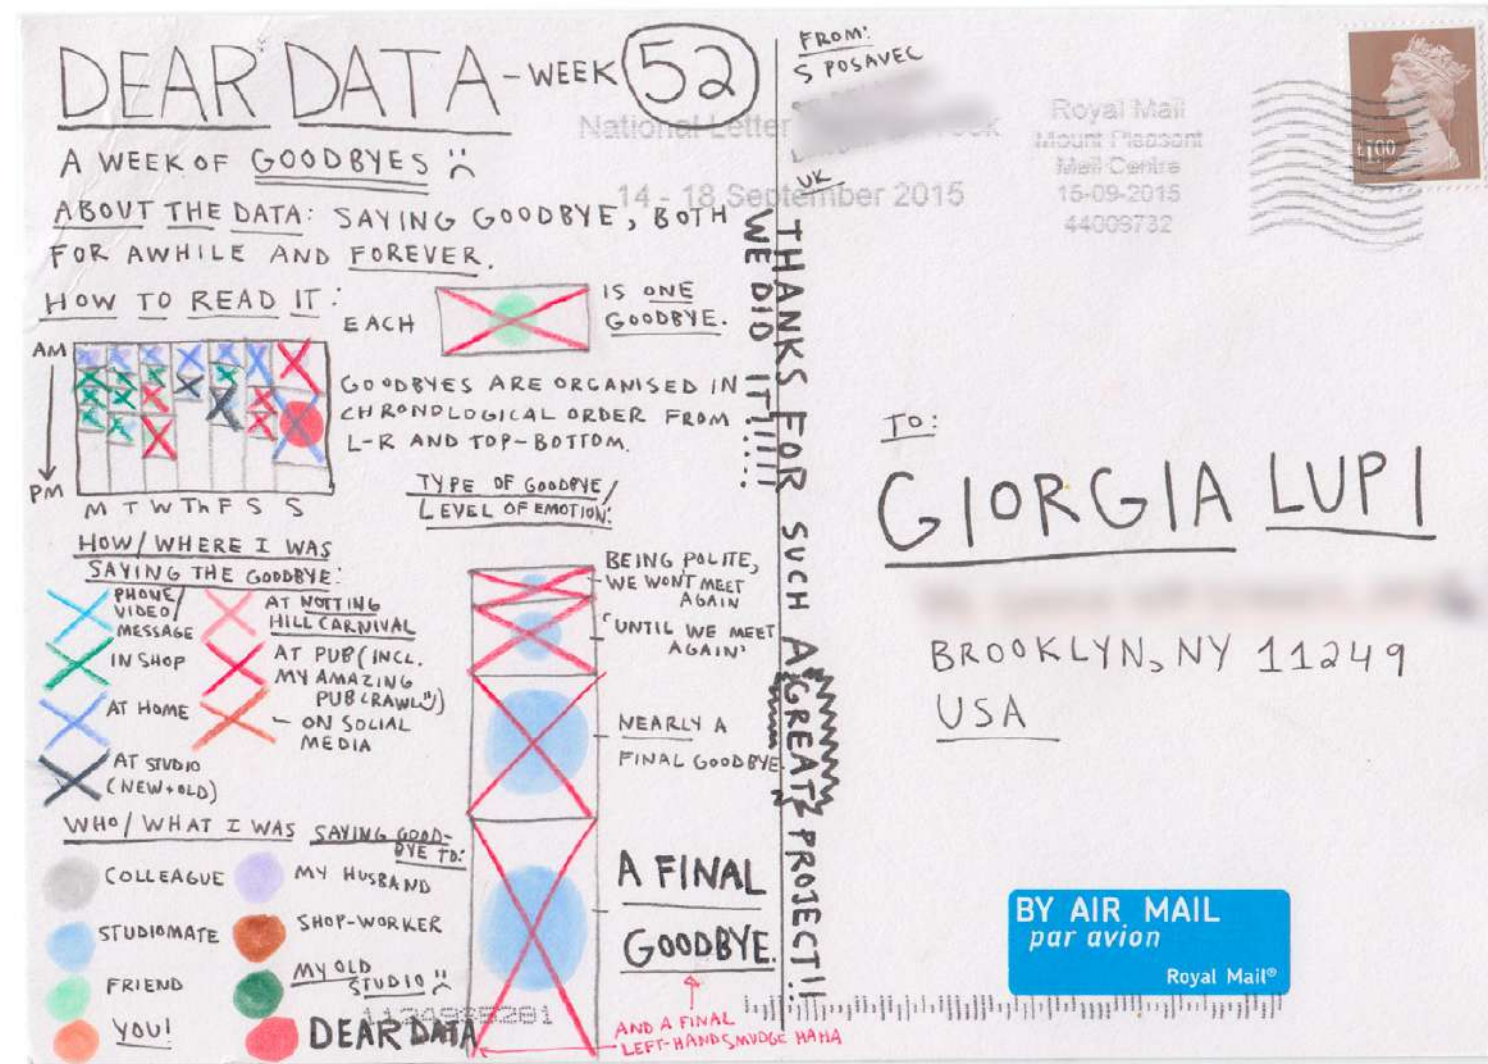 DEAR DATA - WEEK 52
A WEEK OF GOODBYES :(
ABOUT THE DATA: SAYING GOODBYE, BOTH
FOR AWHILE AND FOREVER.
HOW TO READ IT:
EACH
IS ONE
GOODBYE.
AM
PM
M T W Th F S S
GOODBYES ARE ORGANISED IN
CHRONOLOGICAL ORDER FROM
L-R AND TOP-BOTTOM.
TYPE OF GOODBYE/
LEVEL OF EMOTION:
BEING POLITE,
WE WON'T MEET
AGAIN
'UNTIL WE MEET
AGAIN'
NEARLY A
FINAL GOODBYE
A FINAL
GOODBYE.
AND A FINAL
LEFT-HAND SMUDGE HAHA
HOW/WHERE I WAS
SAYING THE GOODBYE:
PHONE/
VIDEO/
MESSAGE
IN SHOP
AT HOME
AT STUDIO
(NEW+OLD)
AT NOTTING
HILL CARNIVAL
AT PUB (INCL.
MY AMAZING
PUB CRAWL)
ON SOCIAL
MEDIA
WHO/WHAT I WAS SAYING GOOD-
BYE TO:
COLLEAGUE
STUDIOMATE
FRIEND
YOU!
MY HUSBAND
SHOP-WORKER
MY OLD
STUDIO :(
DEAR DATA
THANKS FOR SUCH A GREAT PROJECT!!
WE DID IT!!!!!
FROM:
S POSAVEC
UK
National Letter
14 - 18 September 2015
Royal Mail
Mount Pleasant
Mail Centre
15-09-2015
44009732
£1.00
TO:
GIORGIA LUPI
BROOKLYN, NY 11249
USA
BY AIR MAIL
par avion
Royal Mail®